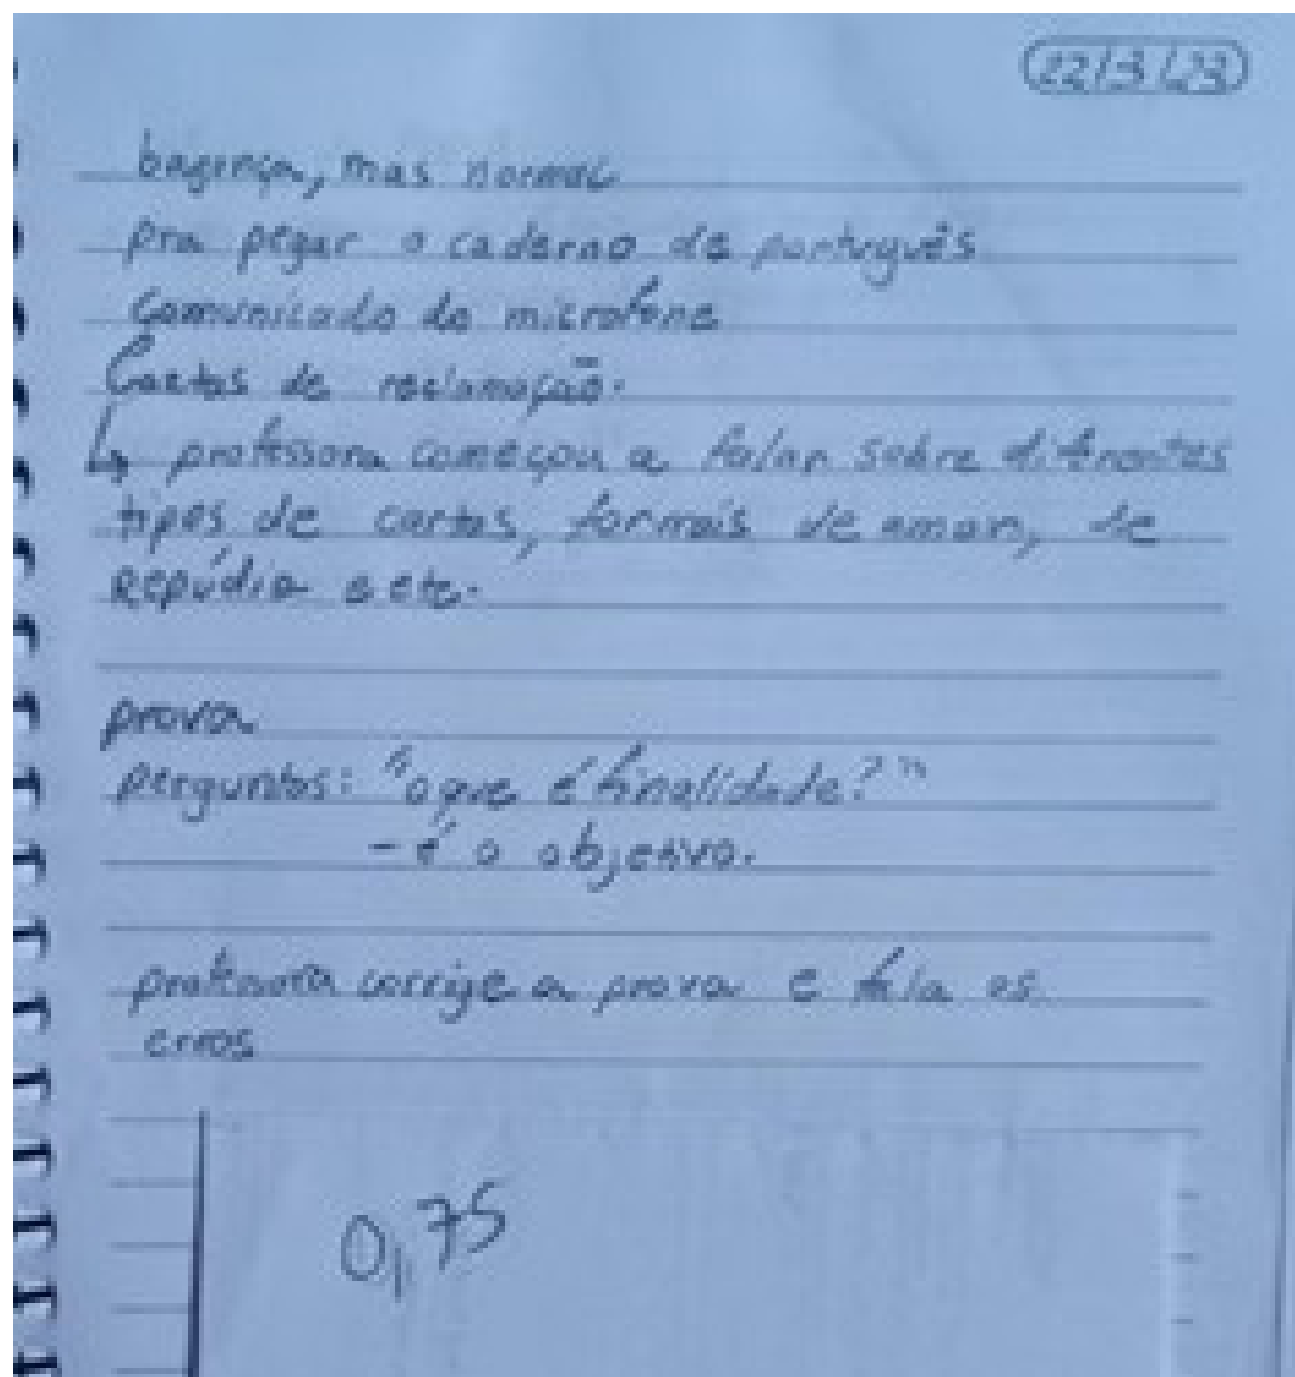 22/3/23
bagunça, mas normal
pra pegar o caderno de português
Comunicado do microfone
Cartas de reclamação.
↳ professora começou a falar sobre diferentes
tipos de cartas, formais de amor, de
repúdio e etc.
prova
perguntas: "o que é finalidade?"
- é o objetivo.
professora corrige a prova e fala os
erros
0,75